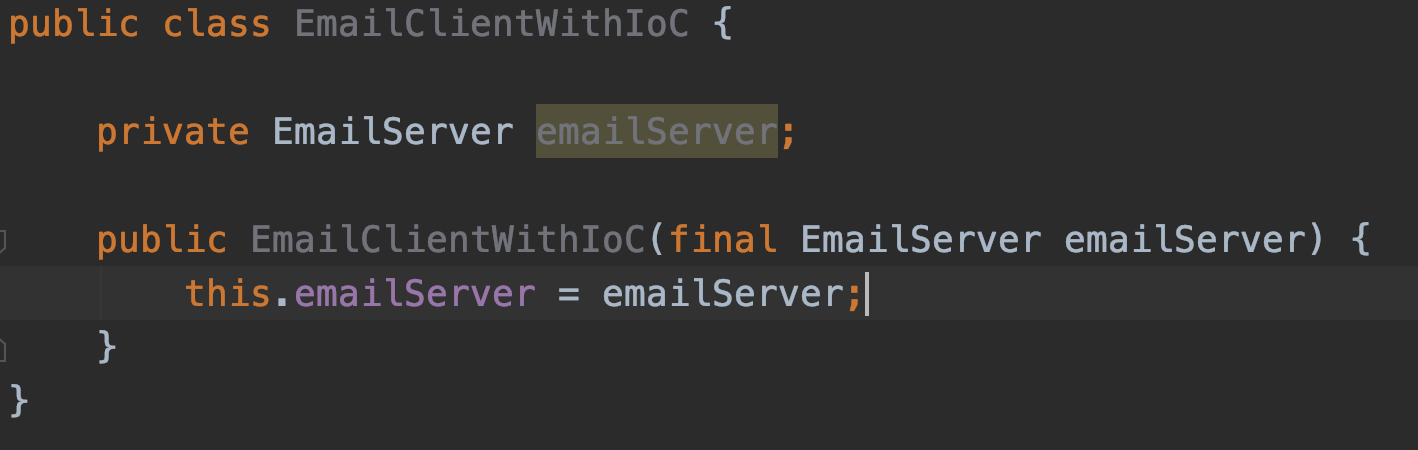 public class EmailClientWithIoC {
private EmailServer emailServer;
public EmailClientWithIoC(final EmailServer emailServer) {
this.emailServer = emailServer;
}
}